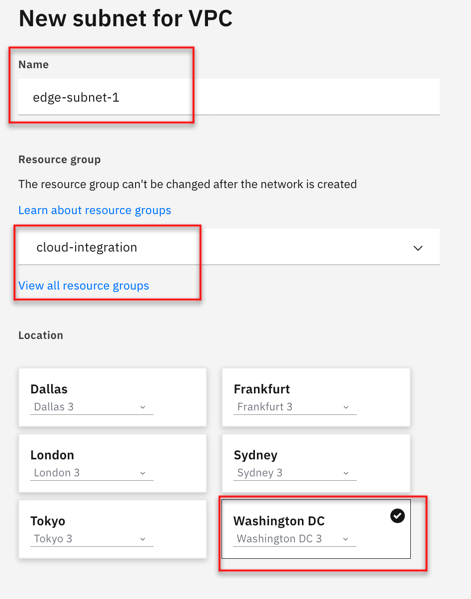 New subnet for VPC
Name
edge-subnet-1
Resource group
The resource group can't be changed after the network is created
Learn about resource groups
cloud-integration
View all resource groups
Location
Dallas
Dallas 3
Frankfurt
Frankfurt 3
London
London 3
Sydney
Sydney 3
Tokyo
Tokyo 3
Washington DC
Washington DC 3